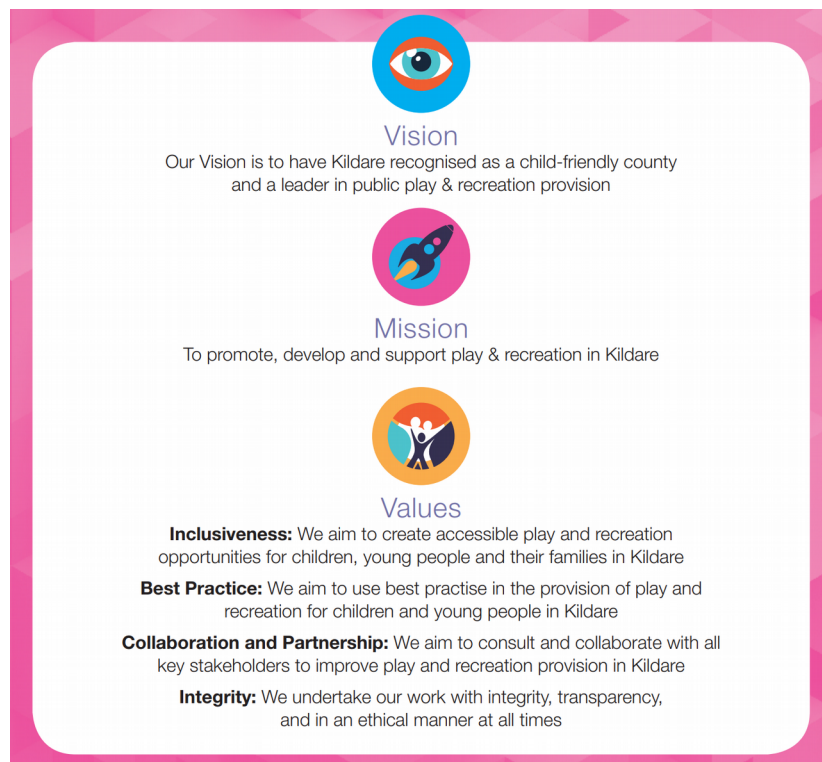 Vision
Our Vision is to have Kildare recognised as a child-friendly county
and a leader in public play & recreation provision
Mission
To promote, develop and support play & recreation in Kildare
Values
Inclusiveness: We aim to create accessible play and recreation
opportunities for children, young people and their families in Kildare
Best Practice: We aim to use best practise in the provision of play and
recreation for children and young people in Kildare
Collaboration and Partnership: We aim to consult and collaborate with all
key stakeholders to improve play and recreation provision in Kildare
Integrity: We undertake our work with integrity, transparency,
and in an ethical manner at all times